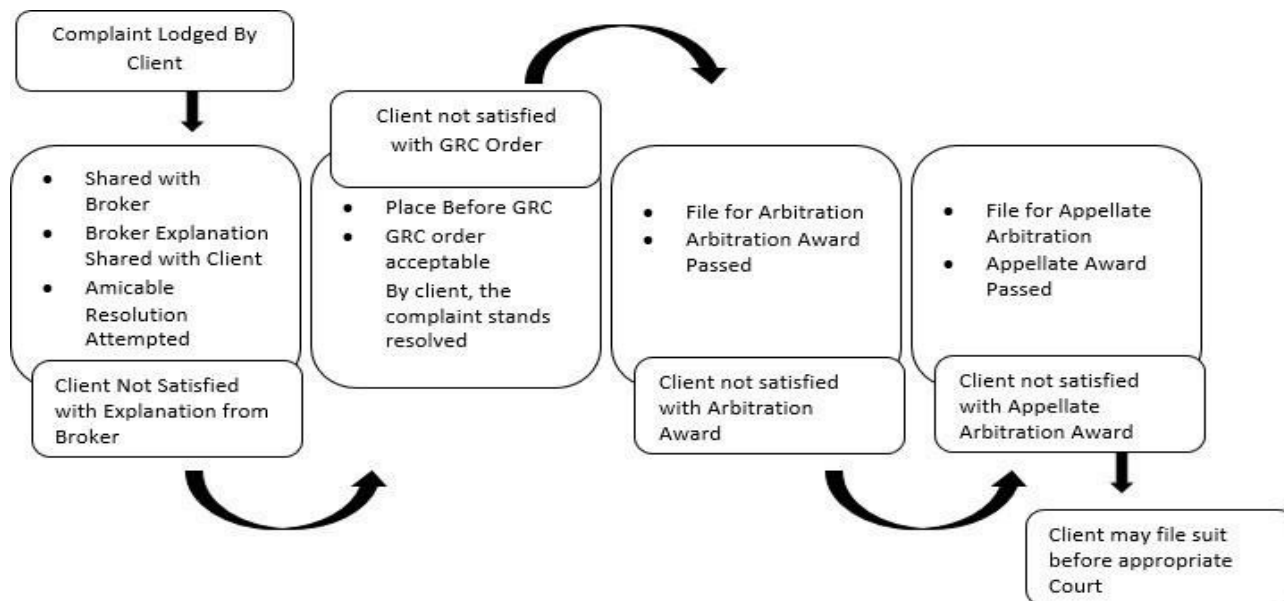 Complaint Lodged By
Client
• Shared with
Broker
• Broker Explanation
Shared with Client
• Amicable
Resolution
Attempted
Client Not Satisfied
with Explanation from
Broker
Client not satisfied
with GRC Order
• Place Before GRC
• GRC order
acceptable
By client, the
complaint stands
resolved
• File for Arbitration
• Arbitration Award
Passed
Client not satisfied
with Arbitration
Award
• File for Appellate
Arbitration
• Appellate Award
Passed
Client not satisfied
with Appellate
Arbitration Award
Client may file suit
before appropriate
Court